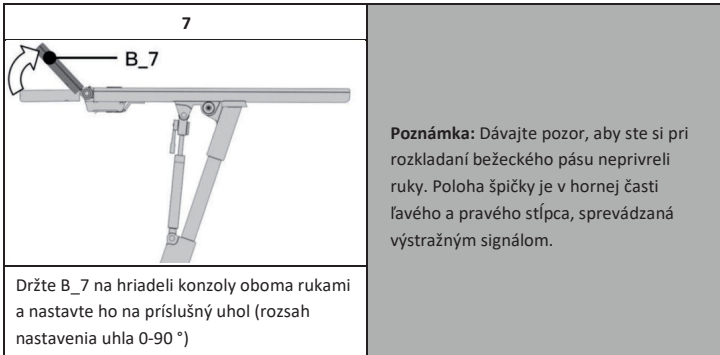 7
B_7
Držte B_7 na hriadeli konzoly oboma rukami
a nastavte ho na príslušný uhol (rozsah
nastavenia uhla 0-90 °)
Poznámka: Dávajte pozor, aby ste si pri
rozkladaní bežeckého pásu neprivreli
ruky. Poloha špičky je v hornej časti
ľavého a pravého stĺpca, sprevádzaná
výstražným signálom.